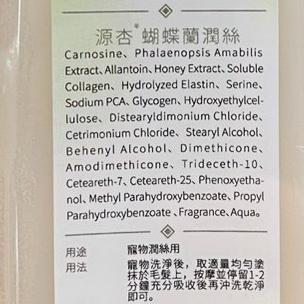 源杏® 蝴蝶蘭潤絲
Carnosine, Phalaenopsis Amabilis
Extract, Allantoin, Honey Extract, Soluble
Collagen, Hydrolyzed Elastin, Serine,
Sodium PCA, Glycogen, Hydroxyethylcel-
lulose, Distearyldimonium Chloride,
Cetrimonium Chloride, Stearyl Alcohol,
Behenyl Alcohol, Dimethicone,
Amodimethicone, Trideceth-10,
Ceteareth-7, Ceteareth-25, Phenoxyetha-
nol, Methyl Parahydroxybenzoate, Propyl
Parahydroxybenzoate, Fragrance, Aqua。
用途 寵物潤絲用
用法 寵物洗淨後，取適量均勻塗
抹於毛髮上，按摩並停留1-2
分鐘充分吸收後再沖洗乾淨
即可。